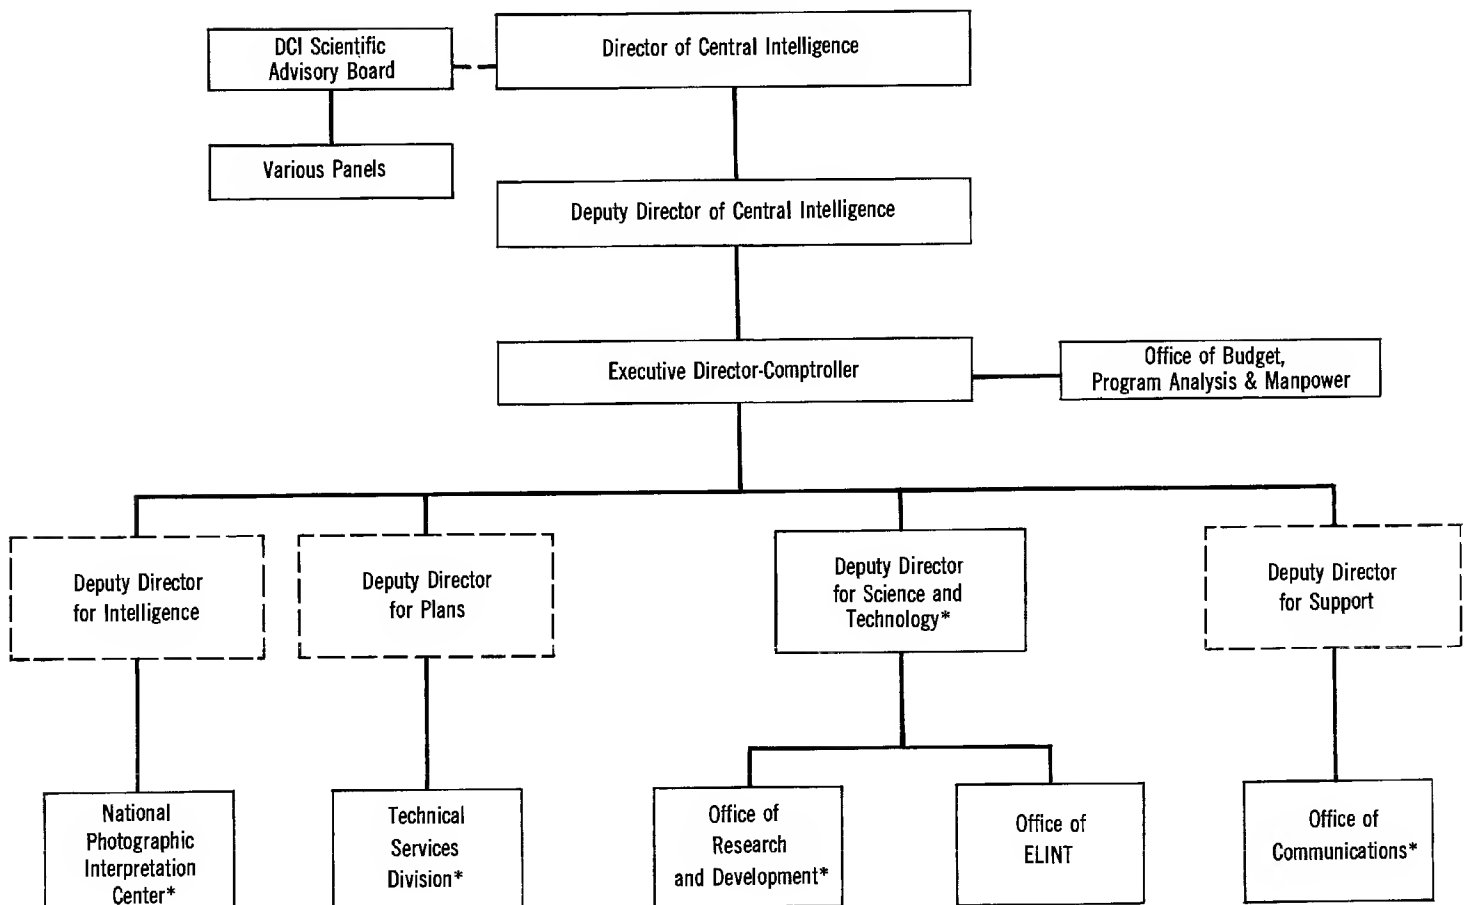 DCI Scientific
Advisory Board
Director of Central Intelligence
Various Panels
Deputy Director of Central Intelligence
Executive Director-Comptroller
Office of Budget,
Program Analysis & Manpower
Deputy Director
for Intelligence
Deputy Director
for Plans
Deputy Director
for Science and
Technology*
Deputy Director
for Support
National
Photographic
Interpretation
Center*
Technical
Services
Division*
Office of
Research
and Development*
Office of
ELINT
Office of
Communications*